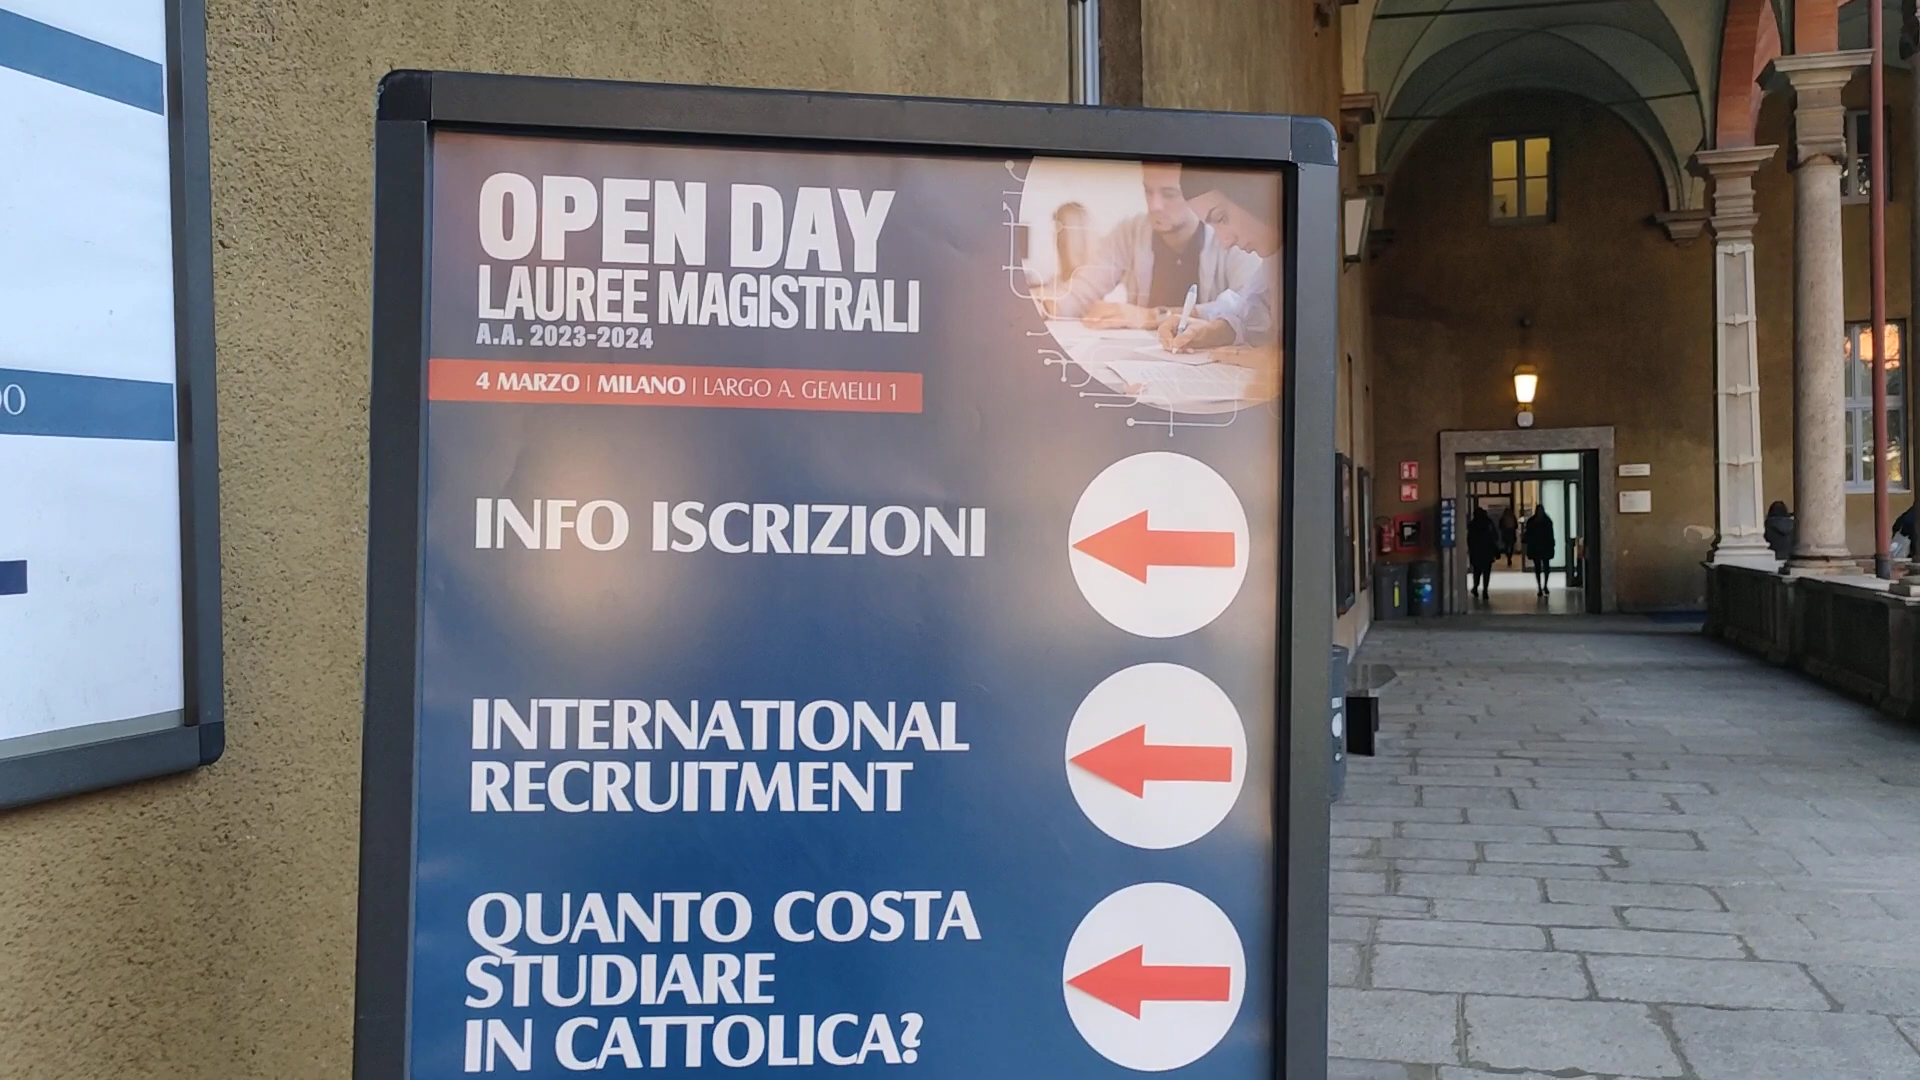 OPEN DAY
LAUREE MAGISTRALI
A.A. 2023-2024
4 MARZO | MILANO | LARGO A. GEMELLI 1
INFO ISCRIZIONI
INTERNATIONAL
RECRUITMENT
QUANTO COSTA
STUDIARE
IN CATTOLICA?